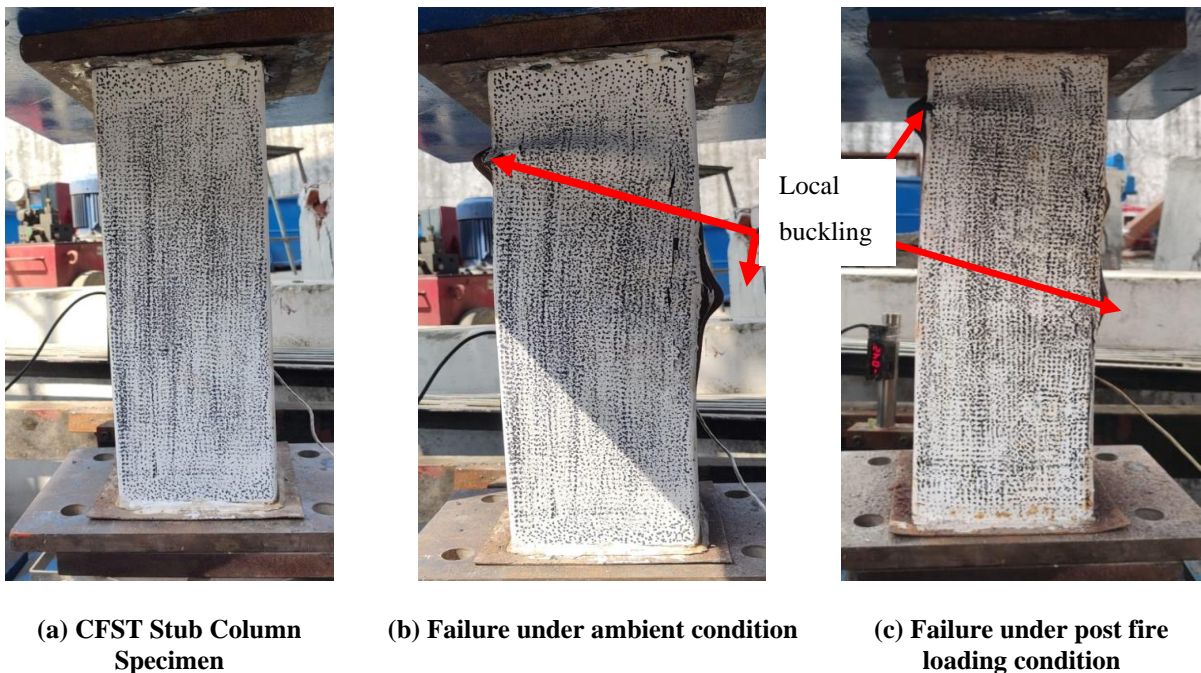 Local
buckling
(a) CFST Stub Column
Specimen
(b) Failure under ambient condition
(c) Failure under post fire
loading condition